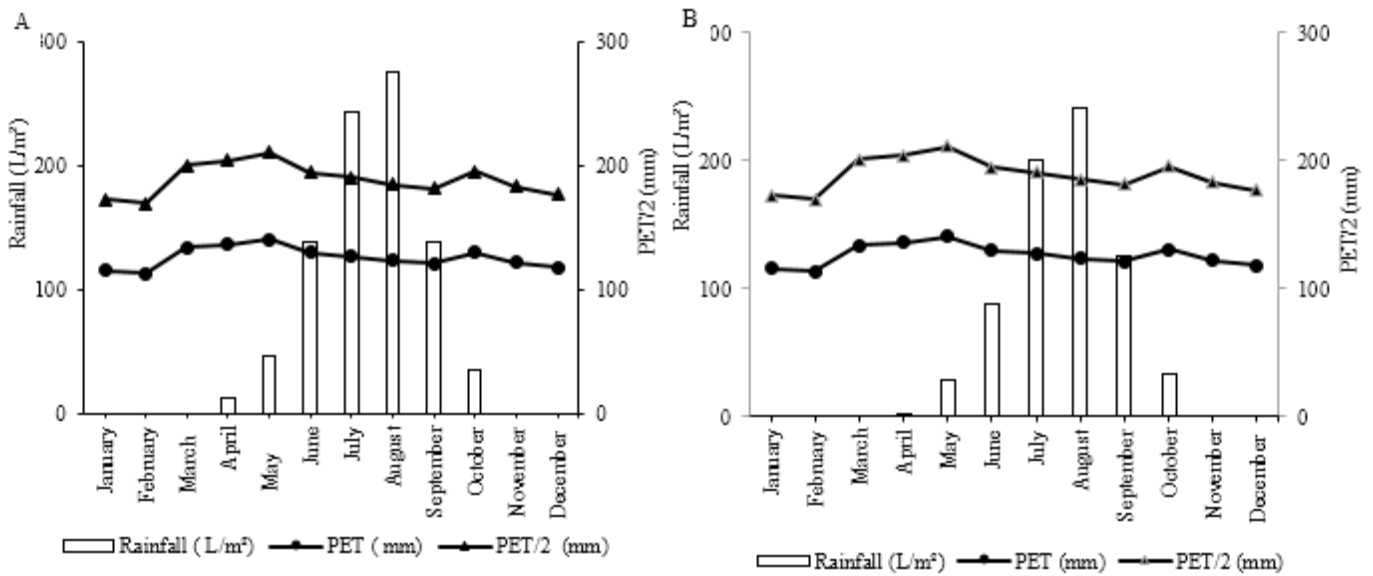 A
300
200
100
0
Rainfall (L/m²)
300
200
100
0
PET/2 (mm)
January
February
March
April
May
June
July
August
September
October
November
December
Rainfall ( L/m²) PET ( mm) PET/2 (mm)
B
00
200
100
0
Rainfall (L/m²)
300
200
100
0
PET/2 (mm)
January
February
March
April
May
June
July
August
September
October
November
December
Rainfall (L/m²) PET (mm) PET/2 (mm)